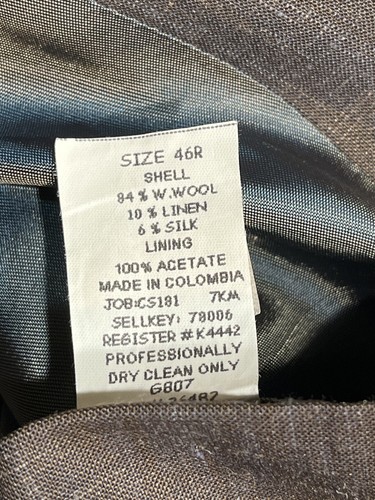 SIZE 46R
SHELL
84 % W.WOOL
10 % LINEN
6 % SILK
LINING
100% ACETATE
MADE IN COLOMBIA
JOB:CS181 7KM
SELLKEY: 78006
REGISTER #K4442
PROFESSIONALLY
DRY CLEAN ONLY
G807